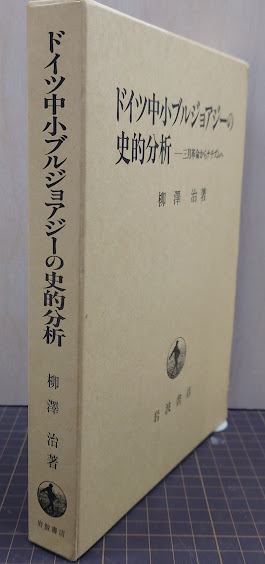 ドイツ中小ブルジョアジーの史的分析
柳澤 治著
岩波書店
ドイツ中小ブルジョアジーの
史的分析
──三月革命からナチズムへ
柳澤 治著
岩波書店